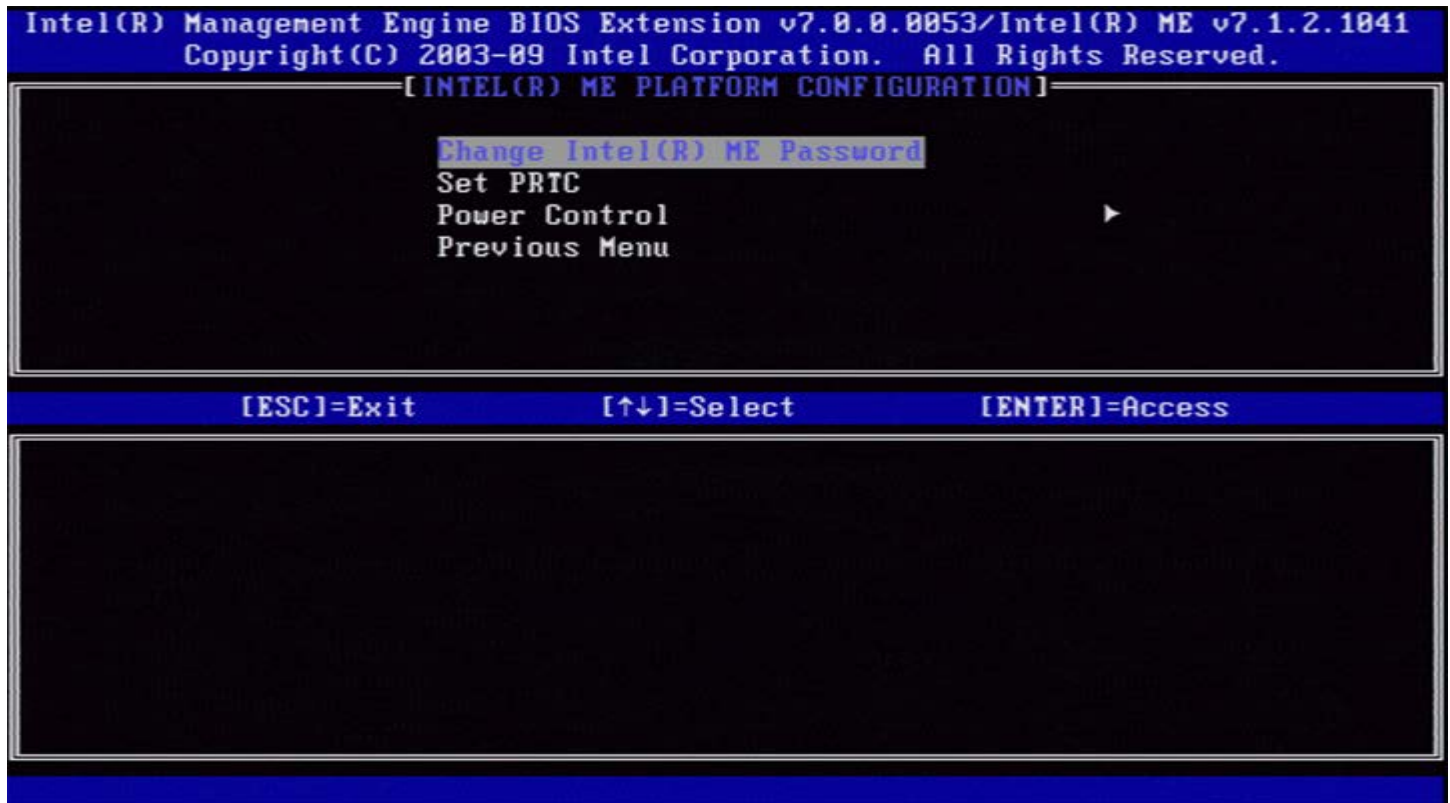 Intel(R) Management Engine BIOS Extension v7.0.0.0053/Intel(R) ME v7.1.2.1041
Copyright(C) 2003-09 Intel Corporation. All Rights Reserved.
[INTEL(R) ME PLATFORM CONFIGURATION]
Change Intel(R) ME Password
Set PRTC
Power Control ►
Previous Menu
[ESC]=Exit [↑↓]=Select [ENTER]=Access